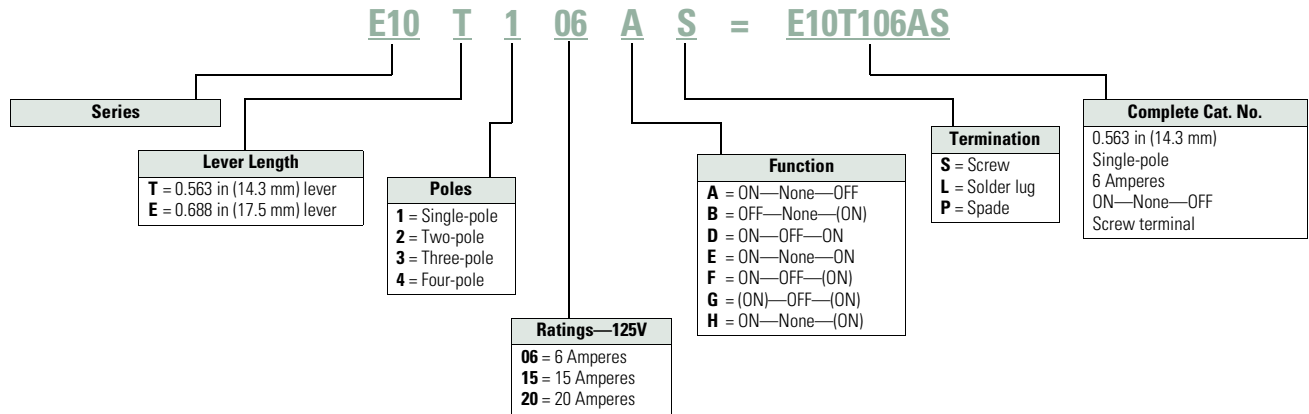 E10 T 1 06 A S = E10T106AS
Series
Lever Length
T = 0.563 in (14.3 mm) lever
E = 0.688 in (17.5 mm) lever
Poles
1 = Single-pole
2 = Two-pole
3 = Three-pole
4 = Four-pole
Ratings—125V
06 = 6 Amperes
15 = 15 Amperes
20 = 20 Amperes
Function
A = ON—None—OFF
B = OFF—None—(ON)
D = ON—OFF—ON
E = ON—None—ON
F = ON—OFF—(ON)
G = (ON)—OFF—(ON)
H = ON—None—(ON)
Termination
S = Screw
L = Solder lug
P = Spade
Complete Cat. No.
0.563 in (14.3 mm)
Single-pole
6 Amperes
ON—None—OFF
Screw terminal